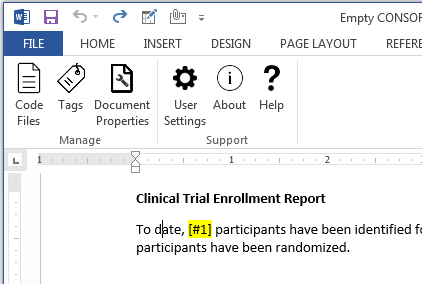 Empty CONSOR
FILE HOME INSERT DESIGN PAGE LAYOUT REFERE
Code Files Tags Document Properties User Settings About Help
Manage Support
1 1 2
Clinical Trial Enrollment Report
To date, [#1] participants have been identified fo
participants have been randomized.